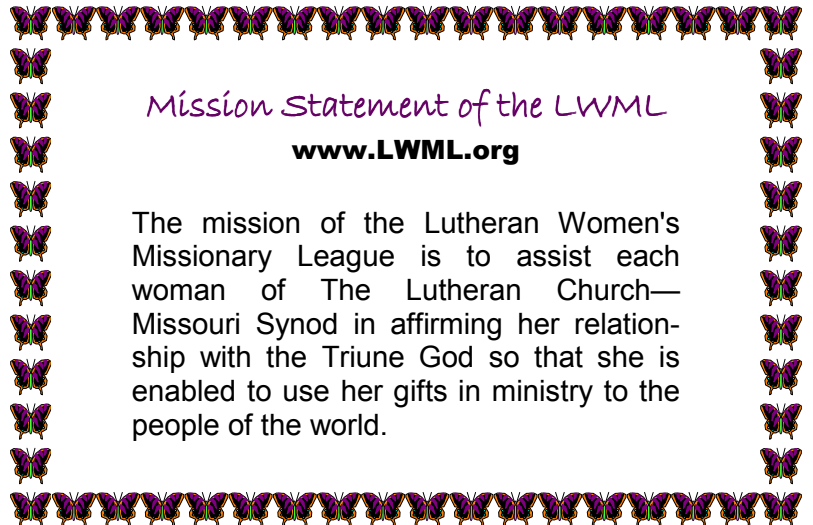 Mission Statement of the LWML
www.LWML.org
The mission of the Lutheran Women's
Missionary League is to assist each
woman of The Lutheran Church—
Missouri Synod in affirming her relation-
ship with the Triune God so that she is
enabled to use her gifts in ministry to the
people of the world.